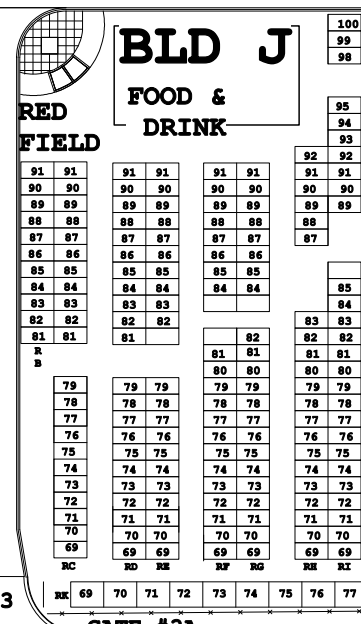 100
99
98
BLD J
FOOD &
DRINK
RED
FIELD
95
94
93
92 92
91 91 91 91 91 91 91 91
90 90 90 90 90 90 90 90
89 89 89 89 89 89 89 89
88 88 88 88 88 88 88
87 87 87 87 87 87 87
86 86 86 86 86 86
85 85 85 85 85 85 85
84 84 84 84 84 84 84
83 83 83 83 83 83
82 82 82 82 82 82 82
81 81 81 81 81 81 81
R
B
80 80 80 80
79 79 79 79 79 79 79
78 78 78 78 78 78 78
77 77 77 77 77 77 77
76 76 76 76 76 76 76
75 75 75 75 75 75 75
74 74 74 74 74 74 74
73 73 73 73 73 73 73
72 72 72 72 72 72 72
71 71 71 71 71 71 71
70 70 70 70 70 70 70
69 69 69 69 69 69 69
RC RD RE RF RG RH RI
RK 69 70 71 72 73 74 75 76 77
3
GATE #3A